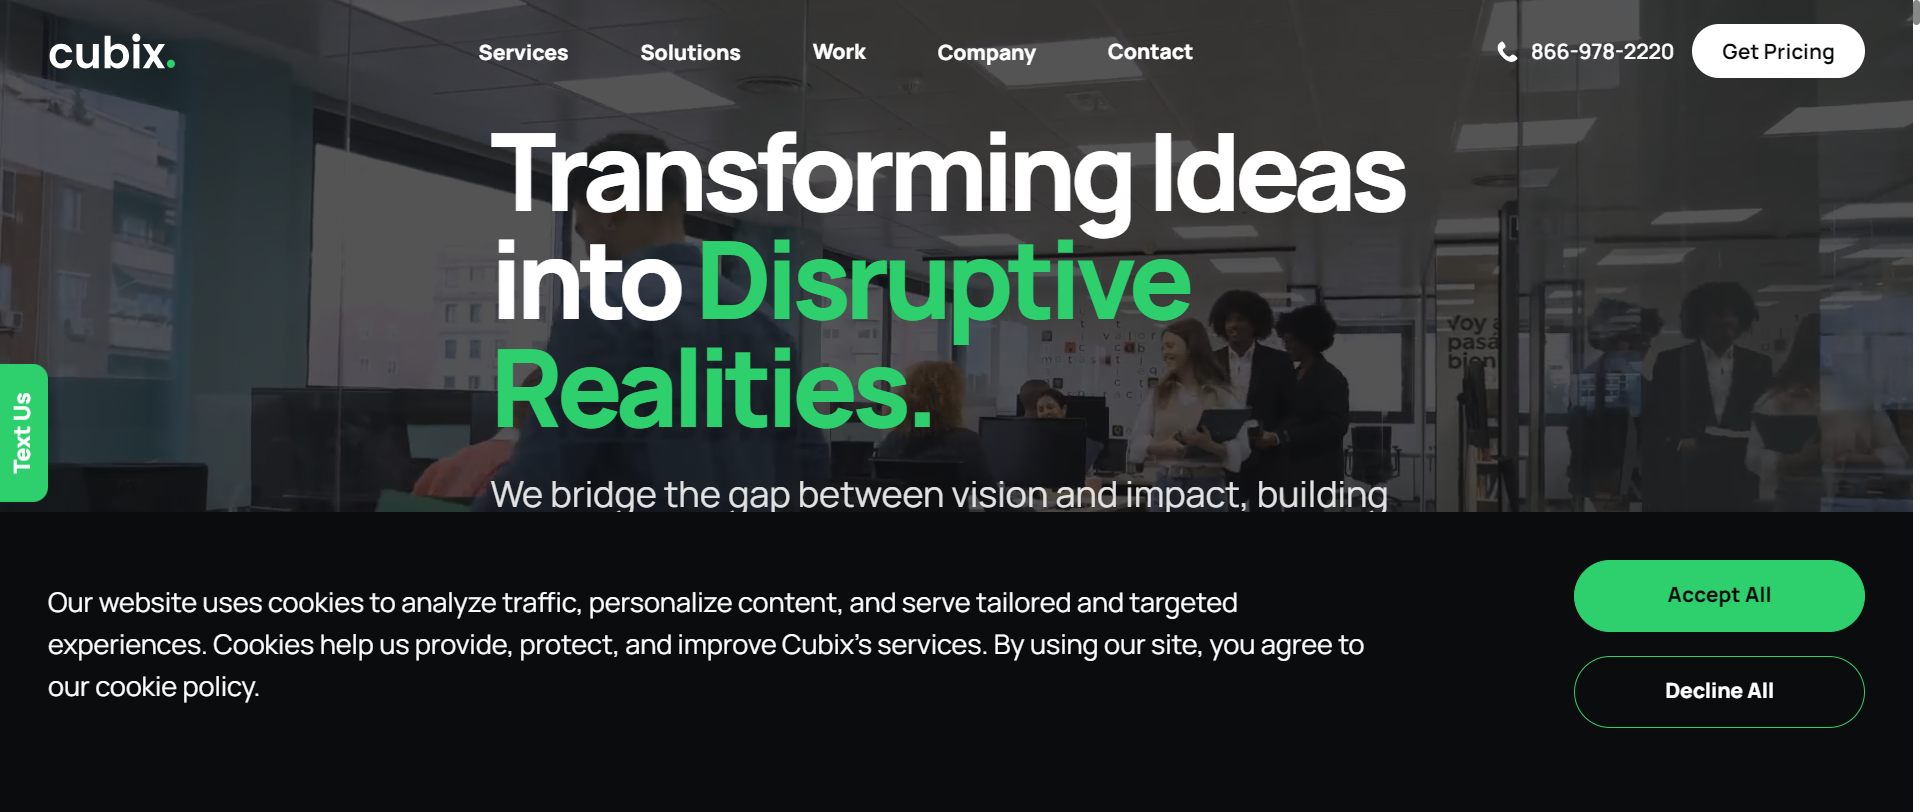 cubix.
Services
Solutions
Work
Company
Contact
866-978-2220
Get Pricing
Transforming Ideas
into Disruptive
Realities.
We bridge the gap between vision and impact, building
voy a
pasa
bien
Text Us
Our website uses cookies to analyze traffic, personalize content, and serve tailored and targeted
experiences. Cookies help us provide, protect, and improve Cubix’s services. By using our site, you agree to
our cookie policy.
Accept All
Decline All